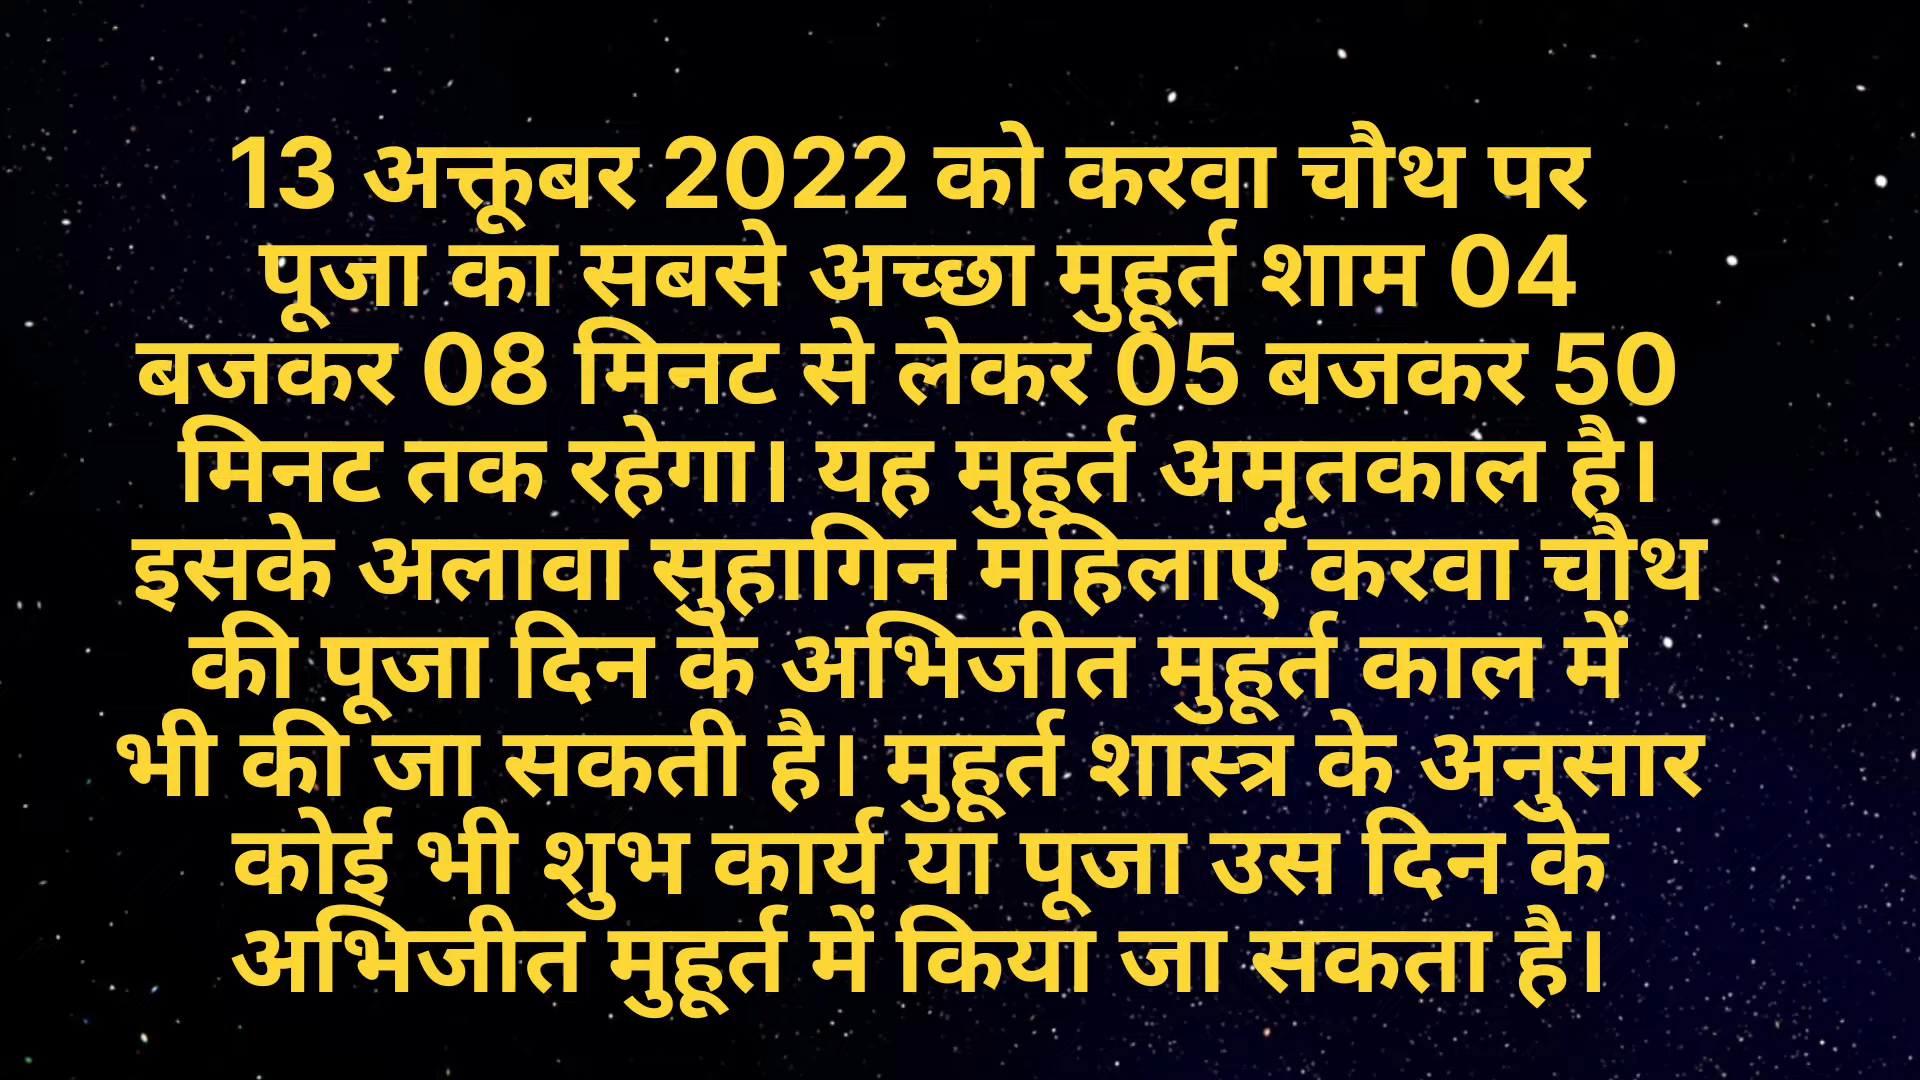 13 अक्तूबर 2022 को करवा चौथ पर
पूजा का सबसे अच्छा मुहूर्त शाम 04
बजकर 08 मिनट से लेकर 05 बजकर 50
मिनट तक रहेगा। यह मुहूर्त अमृतकाल है।
इसके अलावा सुहागिन महिलाएं करवा चौथ
की पूजा दिन के अभिजीत मुहूर्त काल में
भी की जा सकती है। मुहूर्त शास्त्र के अनुसार
कोई भी शुभ कार्य या पूजा उस दिन के
अभिजीत मुहूर्त में किया जा सकता है।